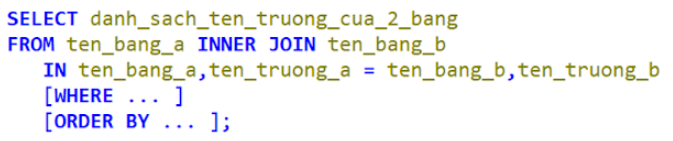 SELECT danh_sach_ten_truong_cua_2_bang
FROM ten_bang_a INNER JOIN ten_bang_b
IN ten_bang_a,ten_truong_a = ten_bang_b,ten_truong_b
[WHERE ... ]
[ORDER BY ... ];